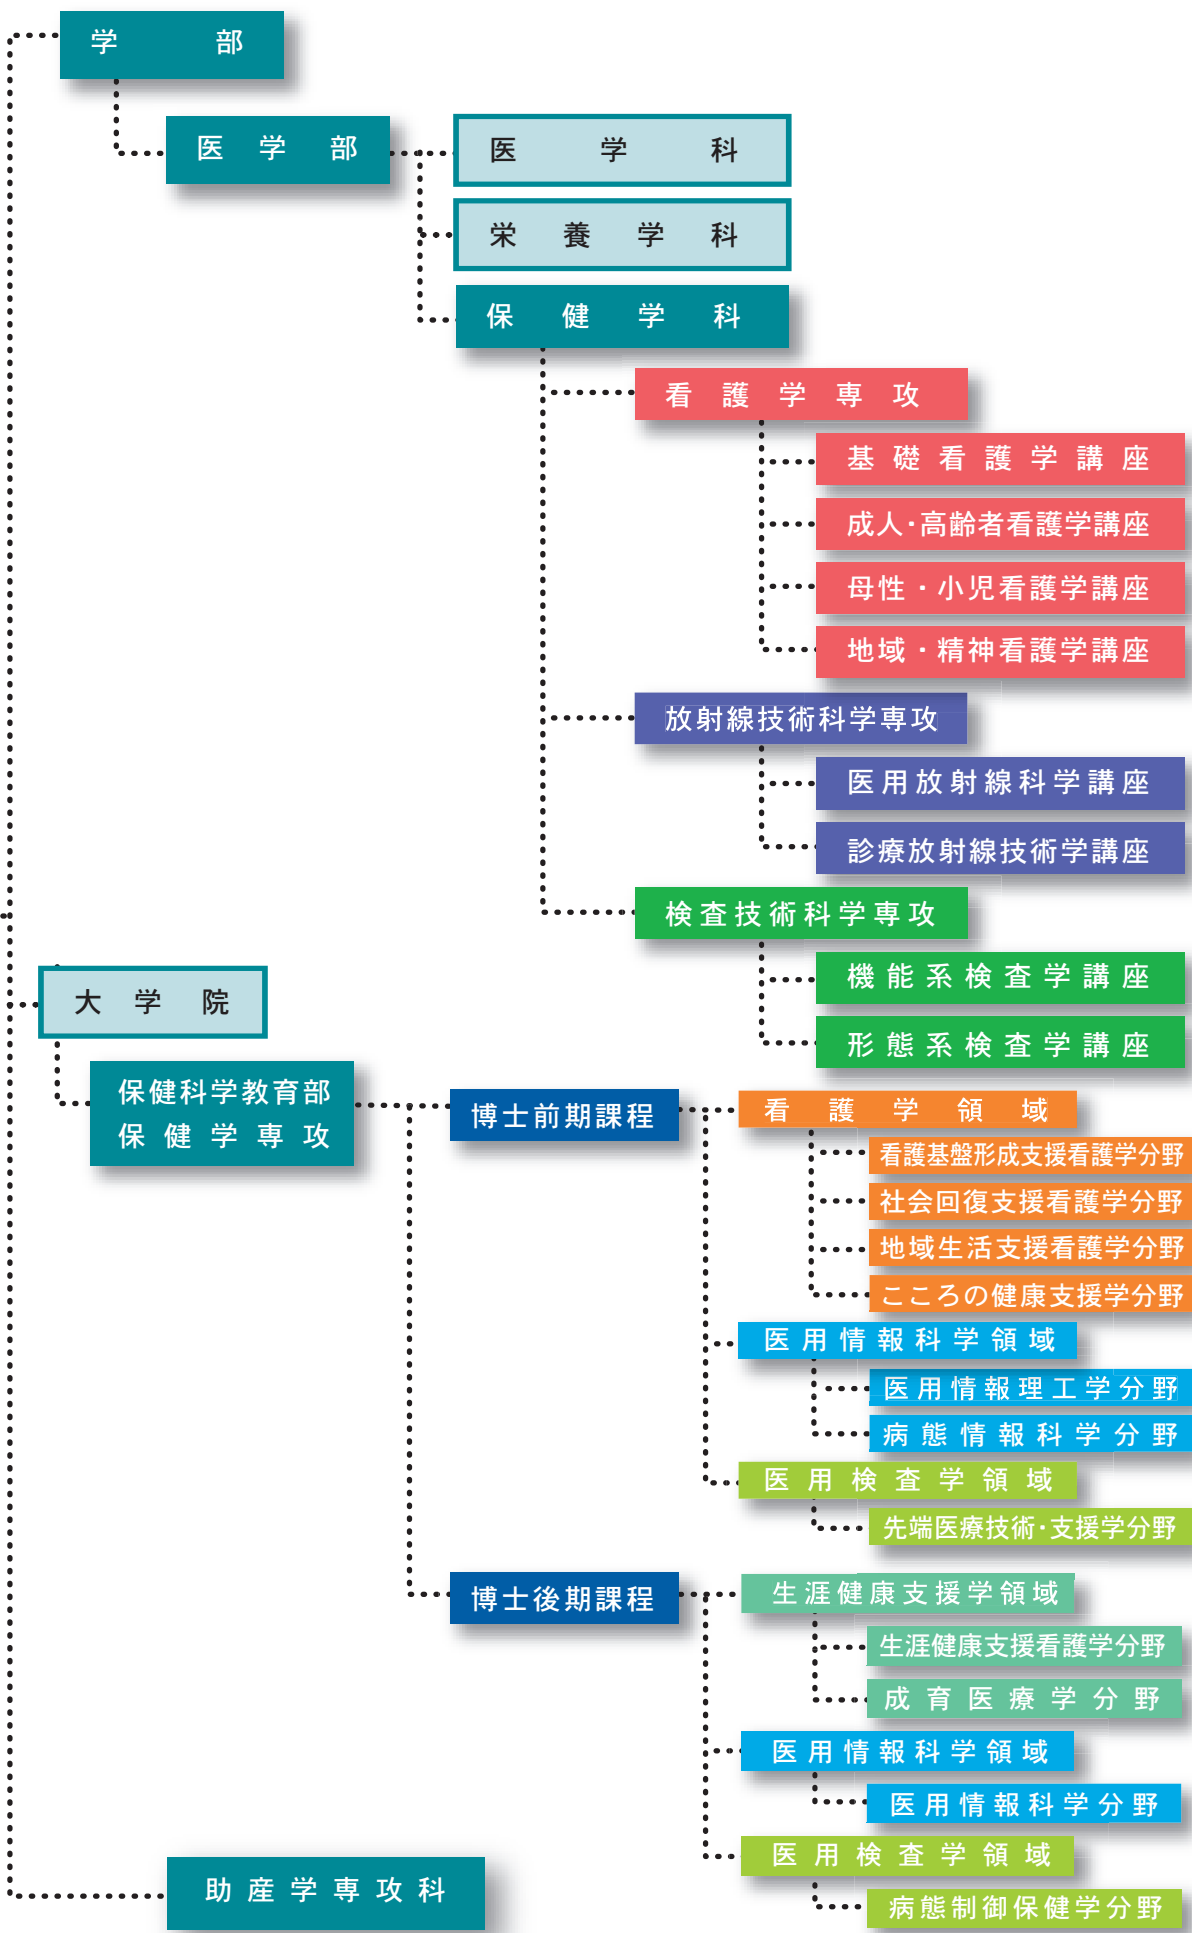 学部
医学部
医学科
栄養学科
保健学科
看護学専攻
基礎看護学講座
成人･高齢者看護学講座
母性・小児看護学講座
地域・精神看護学講座
放射線技術科学専攻
医用放射線科学講座
診療放射線技術学講座
検査技術科学専攻
機能系検査学講座
形態系検査学講座
大学院
保健科学教育部
保健学専攻
博士前期課程
看護学領域
看護基盤形成支援看護学分野
社会回復支援看護学分野
地域生活支援看護学分野
こころの健康支援学分野
医用情報科学領域
医用情報理工学分野
病態情報科学分野
医用検査学領域
先端医療技術･支援学分野
博士後期課程
生涯健康支援学領域
生涯健康支援看護学分野
成育医療学分野
医用情報科学領域
医用情報科学分野
医用検査学領域
病態制御保健学分野
助産学専攻科